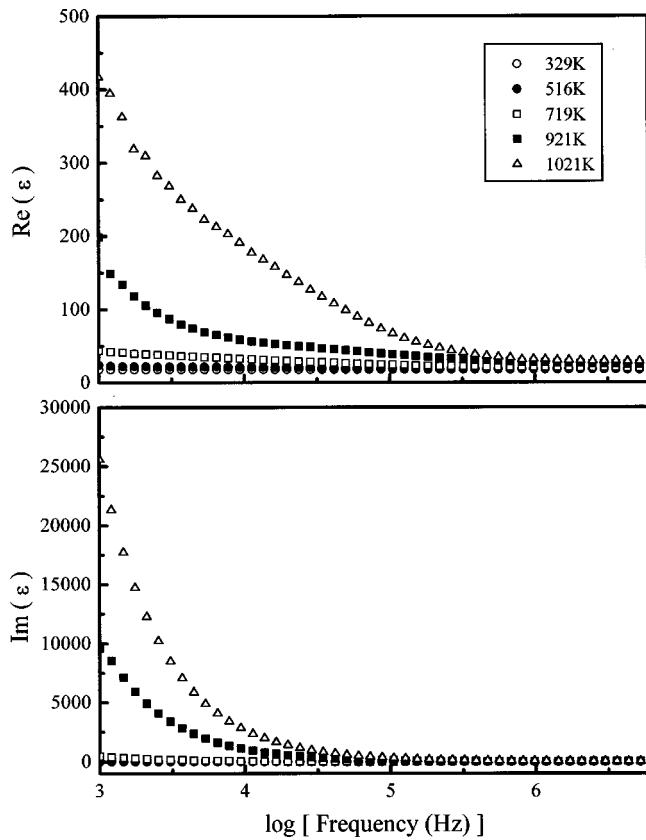 500
400
300
200
100
0
Re ( ε )
329K
516K
719K
921K
1021K
30000
25000
20000
15000
10000
5000
0
Im ( ε )
3 4 5 6
log [ Frequency (Hz) ]